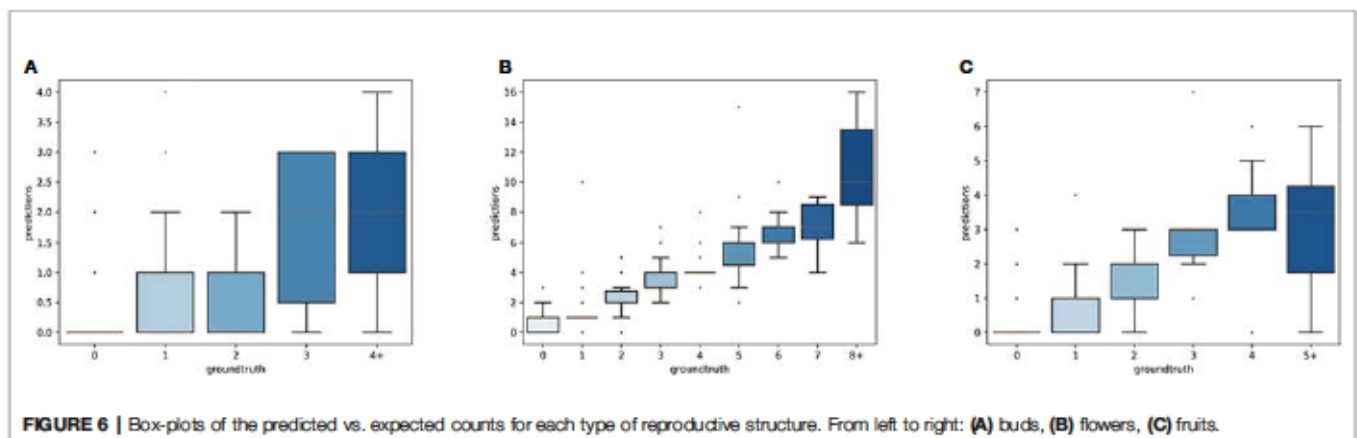 A
B
C
4.0
3.5
3.0
2.5
2.0
1.5
1.0
0.5
0.0
predictions
0 1 2 3 4+
groundtruth
16
14
12
10
8
6
4
2
0
predictions
0 1 2 3 4 5 6 7 8+
groundtruth
7
6
5
4
3
2
1
0
predictions
0 1 2 3 4 5+
groundtruth
FIGURE 6 | Box-plots of the predicted vs. expected counts for each type of reproductive structure. From left to right: (A) buds, (B) flowers, (C) fruits.